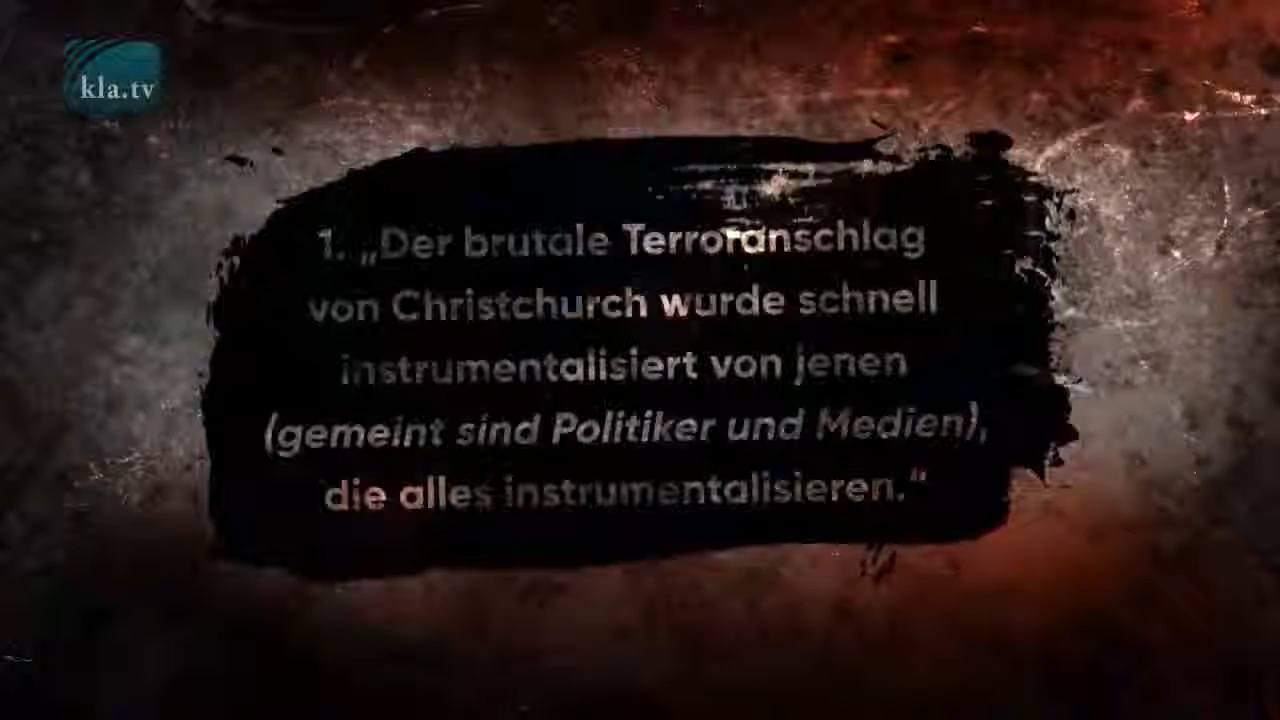 kla.tv
1. „Der brutale Terroranschlag
von Christchurch wurde schnell
instrumentalisiert von jenen
(gemeint sind Politiker und Medien),
die alles instrumentalisieren.“